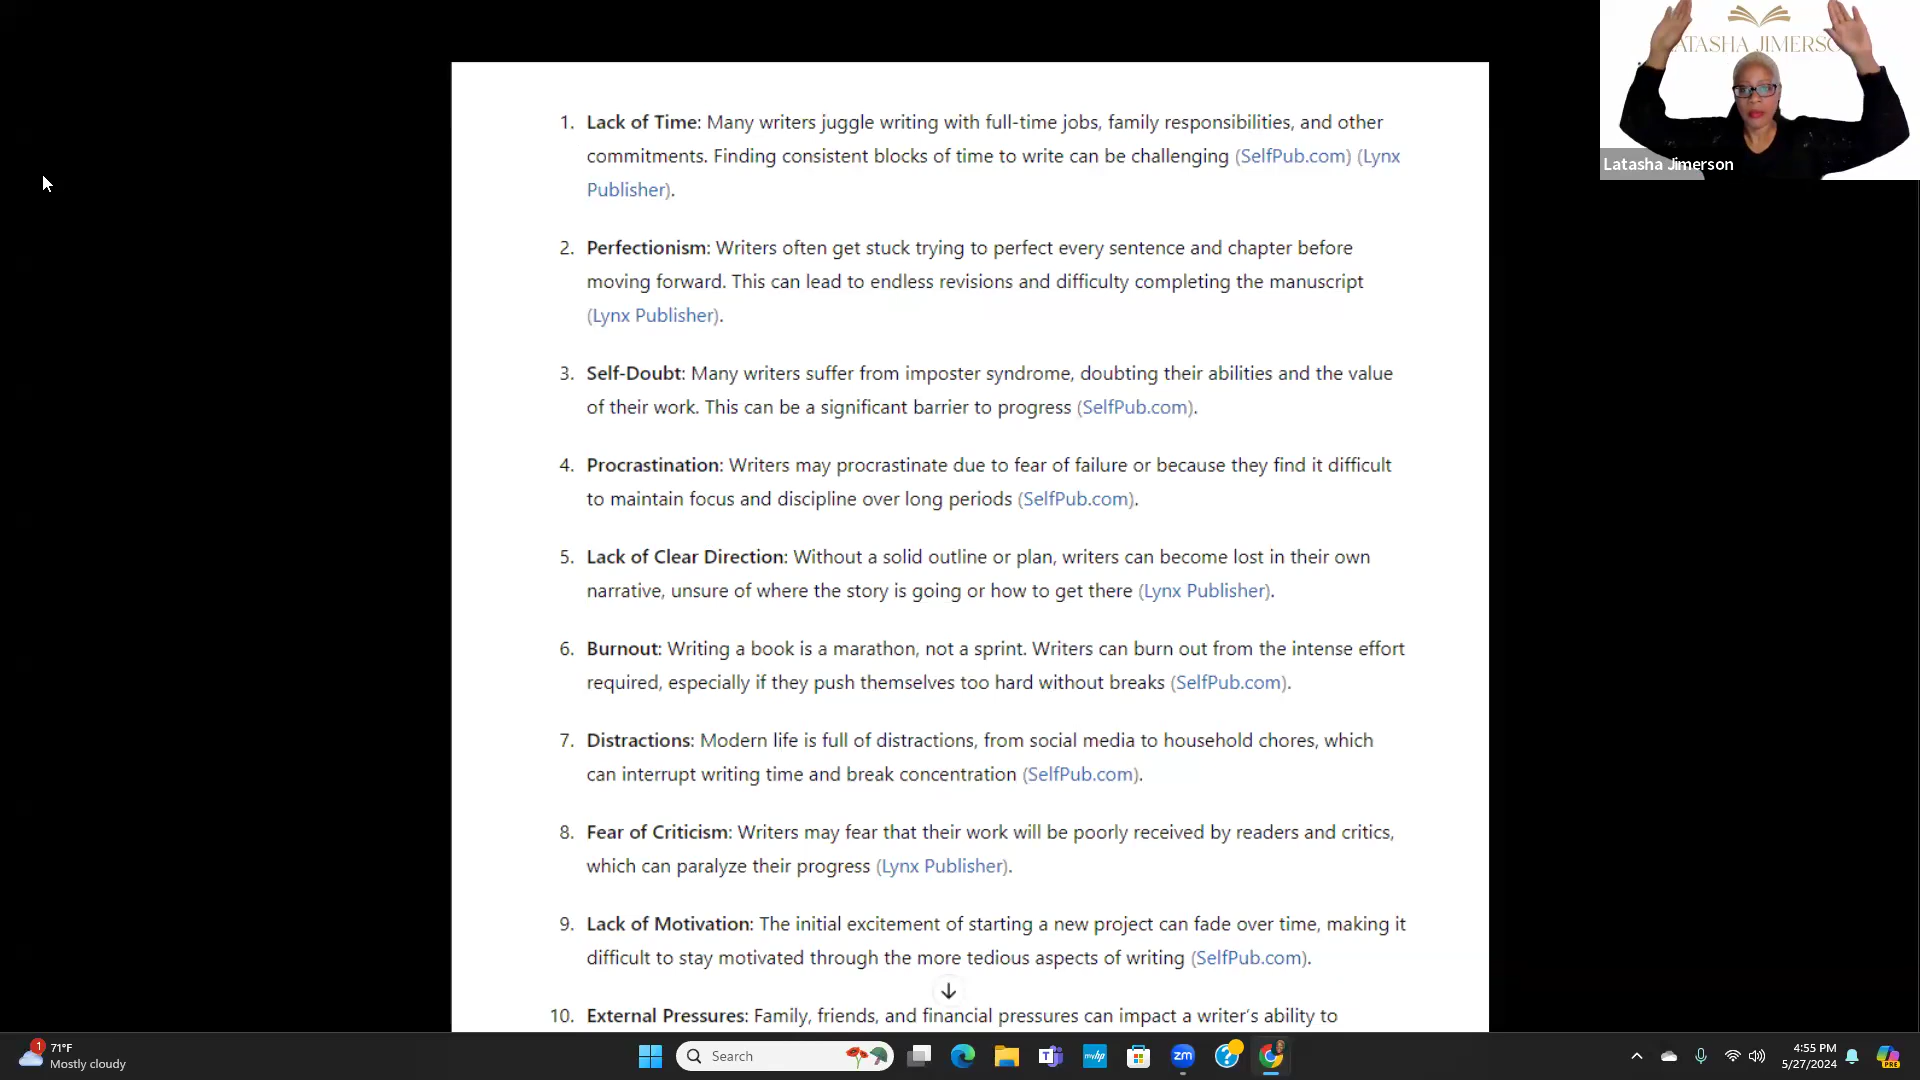 LATASHA JIMERSO
Latasha Jimerson
1. Lack of Time: Many writers juggle writing with full-time jobs, family responsibilities, and other
commitments. Finding consistent blocks of time to write can be challenging (SelfPub.com) (Lynx
Publisher).
2. Perfectionism: Writers often get stuck trying to perfect every sentence and chapter before
moving forward. This can lead to endless revisions and difficulty completing the manuscript
(Lynx Publisher).
3. Self-Doubt: Many writers suffer from imposter syndrome, doubting their abilities and the value
of their work. This can be a significant barrier to progress (SelfPub.com).
4. Procrastination: Writers may procrastinate due to fear of failure or because they find it difficult
to maintain focus and discipline over long periods (SelfPub.com).
5. Lack of Clear Direction: Without a solid outline or plan, writers can become lost in their own
narrative, unsure of where the story is going or how to get there (Lynx Publisher).
6. Burnout: Writing a book is a marathon, not a sprint. Writers can burn out from the intense effort
required, especially if they push themselves too hard without breaks (SelfPub.com).
7. Distractions: Modern life is full of distractions, from social media to household chores, which
can interrupt writing time and break concentration (SelfPub.com).
8. Fear of Criticism: Writers may fear that their work will be poorly received by readers and critics,
which can paralyze their progress (Lynx Publisher).
9. Lack of Motivation: The initial excitement of starting a new project can fade over time, making it
difficult to stay motivated through the more tedious aspects of writing (SelfPub.com).
10. External Pressures: Family, friends, and financial pressures can impact a writer's ability to
1
71°F
Mostly cloudy
Search
myhp
zm
4:55 PM
5/27/2024
PRE